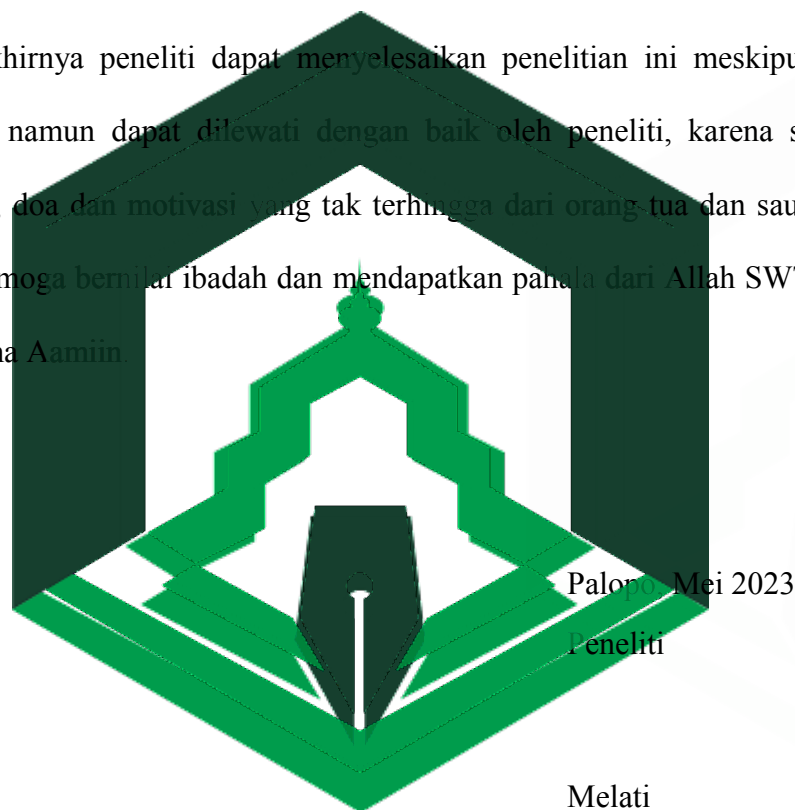 khirnya peneliti dapat menyelesaikan penelitian ini meskipu
namun dapat dilewati dengan baik oleh peneliti, karena s
doa dan motivasi yang tak terhingga dari orang tua dan sau
moga bernilai ibadah dan mendapatkan pahala dari Allah SWT
na Aamiin.
Palopo, Mei 2023
Peneliti
Melati